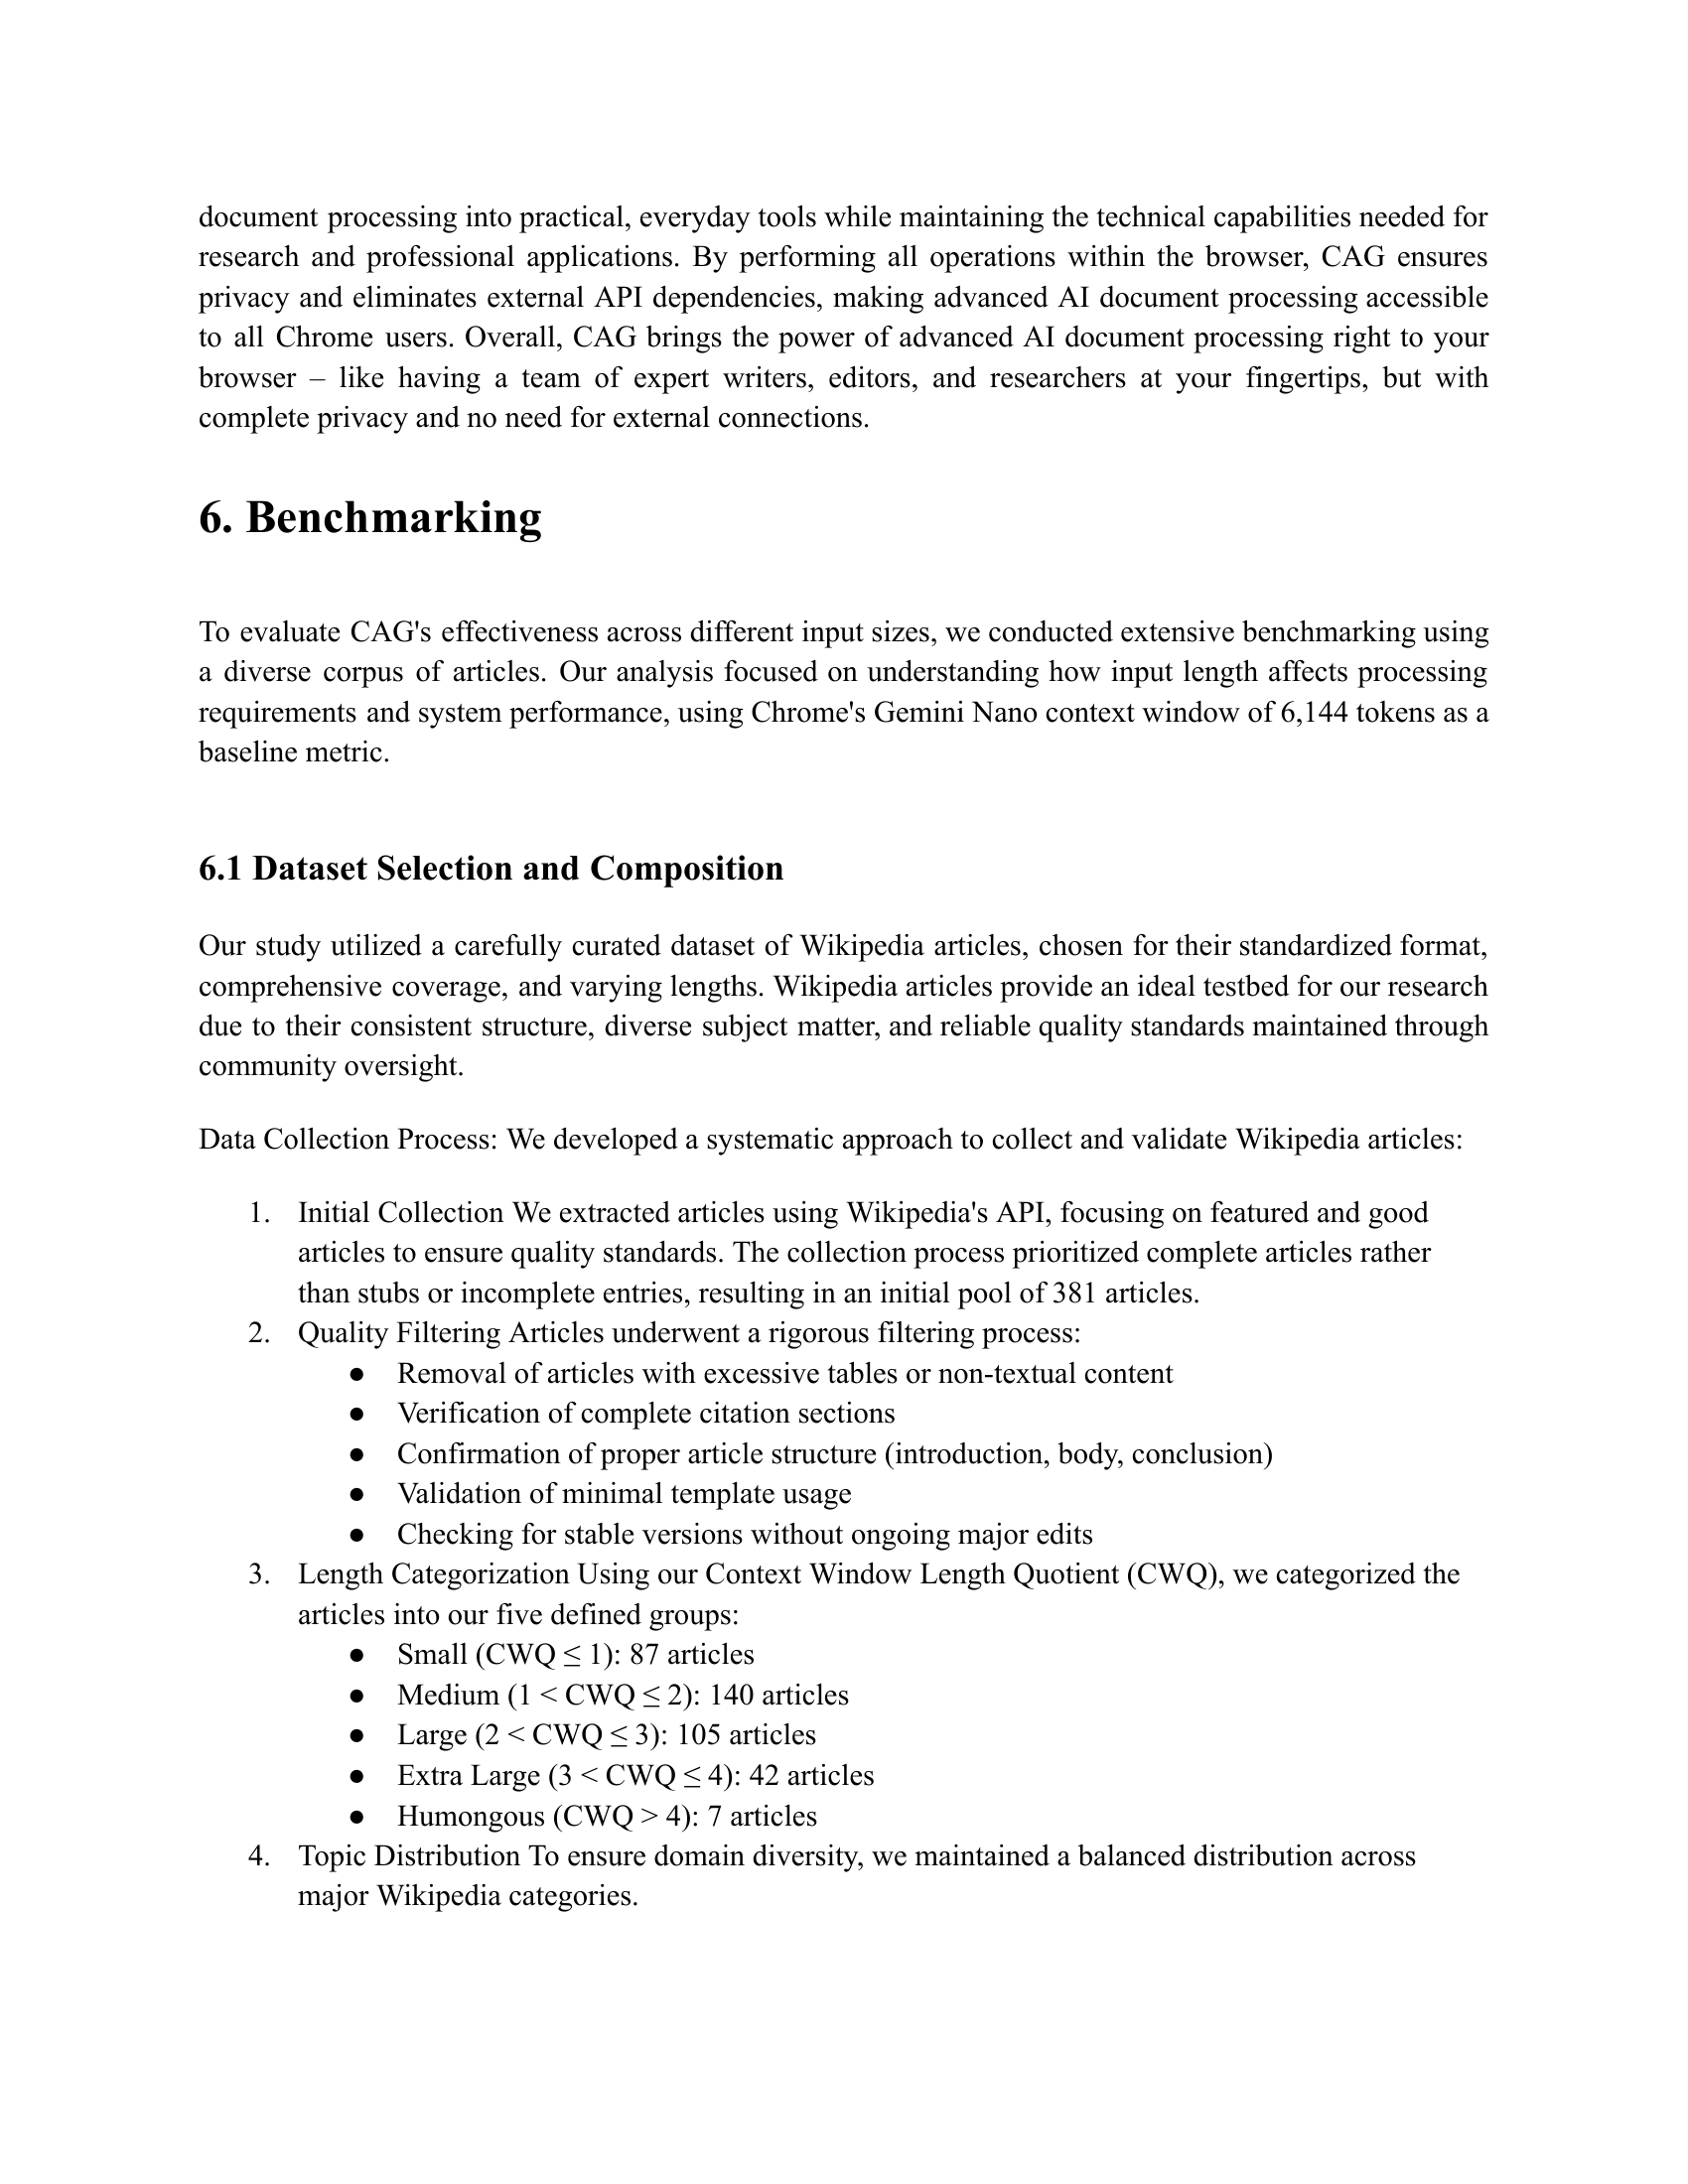 document processing into practical, everyday tools while maintaining the technical capabilities needed for
research and professional applications. By performing all operations within the browser, CAG ensures
privacy and eliminates external API dependencies, making advanced AI document processing accessible
to all Chrome users. Overall, CAG brings the power of advanced AI document processing right to your
browser – like having a team of expert writers, editors, and researchers at your fingertips, but with
complete privacy and no need for external connections.
6. Benchmarking
To evaluate CAG's effectiveness across different input sizes, we conducted extensive benchmarking using
a diverse corpus of articles. Our analysis focused on understanding how input length affects processing
requirements and system performance, using Chrome's Gemini Nano context window of 6,144 tokens as a
baseline metric.
6.1 Dataset Selection and Composition
Our study utilized a carefully curated dataset of Wikipedia articles, chosen for their standardized format,
comprehensive coverage, and varying lengths. Wikipedia articles provide an ideal testbed for our research
due to their consistent structure, diverse subject matter, and reliable quality standards maintained through
community oversight.
Data Collection Process: We developed a systematic approach to collect and validate Wikipedia articles:
1. Initial Collection We extracted articles using Wikipedia's API, focusing on featured and good
articles to ensure quality standards. The collection process prioritized complete articles rather
than stubs or incomplete entries, resulting in an initial pool of 381 articles.
2. Quality Filtering Articles underwent a rigorous filtering process:
● Removal of articles with excessive tables or non-textual content
● Verification of complete citation sections
● Confirmation of proper article structure (introduction, body, conclusion)
● Validation of minimal template usage
● Checking for stable versions without ongoing major edits
3. Length Categorization Using our Context Window Length Quotient (CWQ), we categorized the
articles into our five defined groups:
● Small (CWQ ≤ 1): 87 articles
● Medium (1 < CWQ ≤ 2): 140 articles
● Large (2 < CWQ ≤ 3): 105 articles
● Extra Large (3 < CWQ ≤ 4): 42 articles
● Humongous (CWQ > 4): 7 articles
4. Topic Distribution To ensure domain diversity, we maintained a balanced distribution across
major Wikipedia categories.